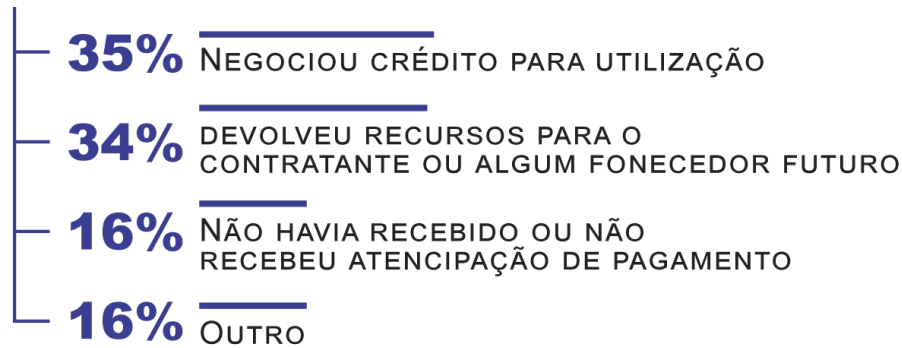 35% Negociou crédito para utilização
34% devolveu recursos para o
contratante ou algum fonecedor futuro
16% Não havia recebido ou não
recebeu atencipação de pagamento
16% Outro